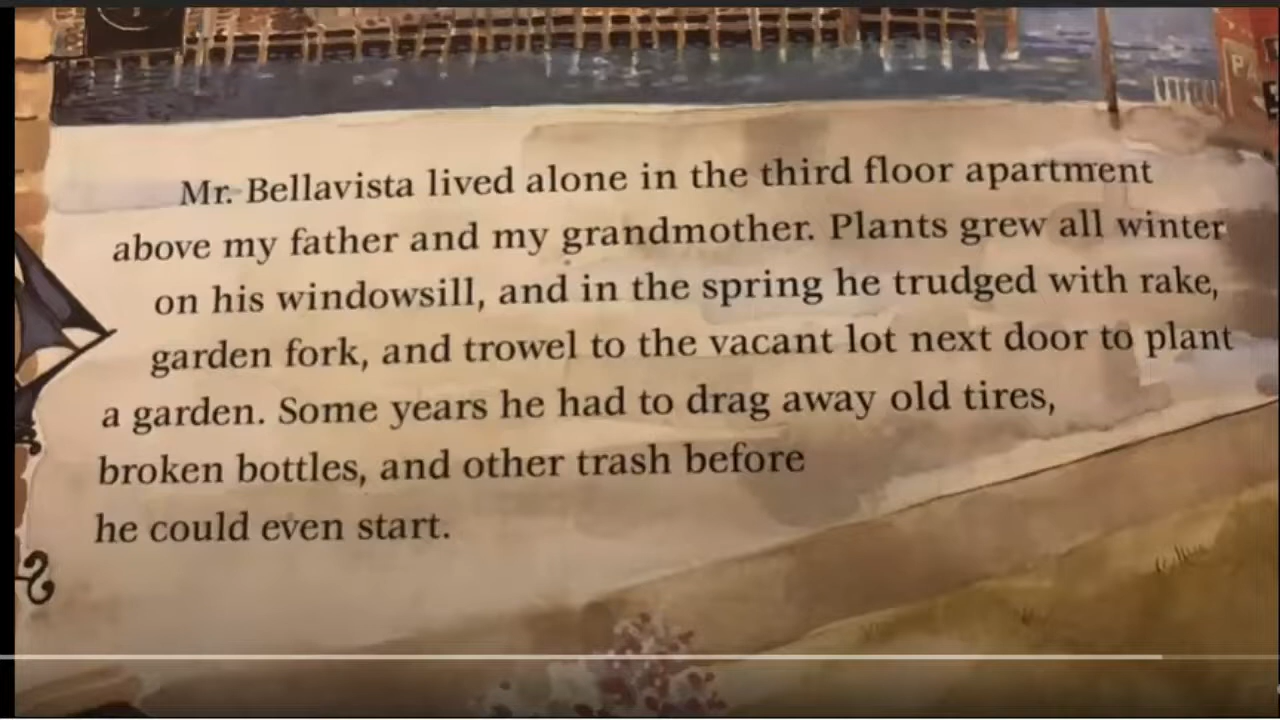 Mr. Bellavista lived alone in the third floor apartment
above my father and my grandmother. Plants grew all winter
on his windowsill, and in the spring he trudged with rake,
garden fork, and trowel to the vacant lot next door to plant
a garden. Some years he had to drag away old tires,
broken bottles, and other trash before
he could even start.